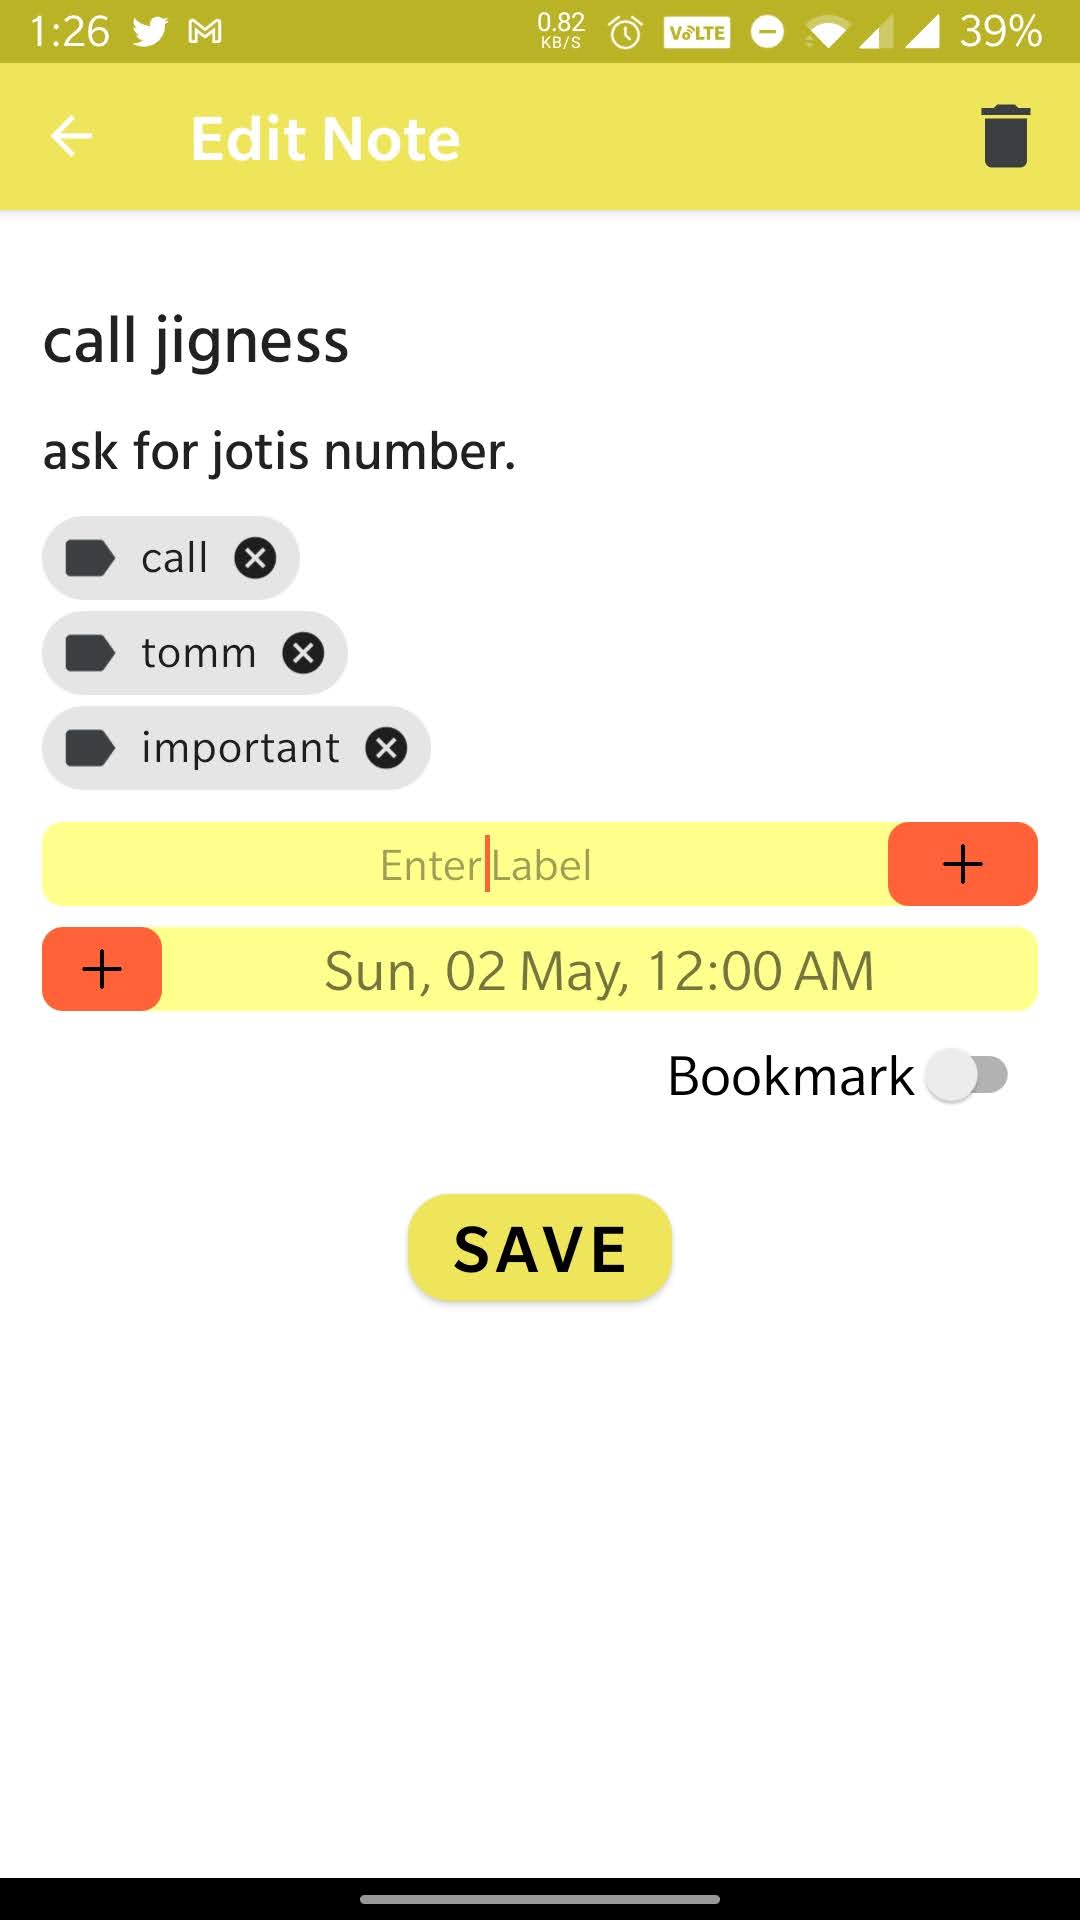 1:26 0.82 KB/S VoLTE 39%
Edit Note
call jigness
ask for jotis number.
call
tomm
important
Enter Label
Sun, 02 May, 12:00 AM
Bookmark
SAVE